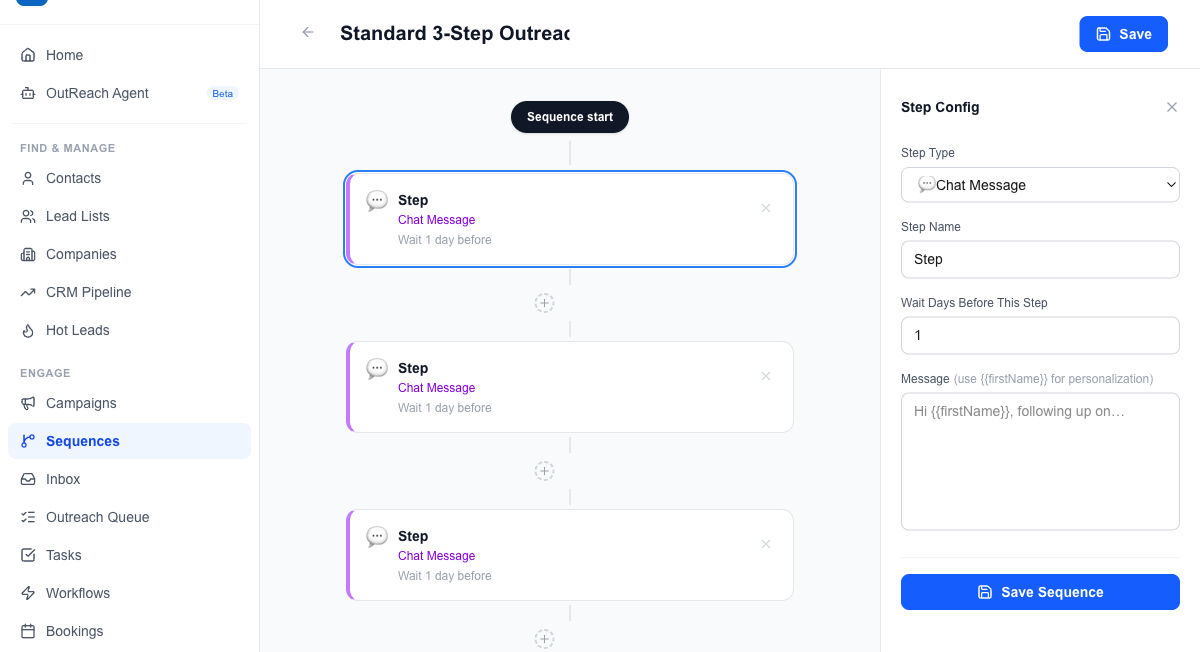 Home
OutReach Agent
Beta
FIND & MANAGE
Contacts
Lead Lists
Companies
CRM Pipeline
Hot Leads
ENGAGE
Campaigns
Sequences
Inbox
Outreach Queue
Tasks
Workflows
Bookings
Standard 3-Step Outreac
Save
Sequence start
Step
Chat Message
Wait 1 day before
Step
Chat Message
Wait 1 day before
Step
Chat Message
Wait 1 day before
Step Config
Step Type
Chat Message
Step Name
Step
Wait Days Before This Step
1
Message (use {{firstName}} for personalization)
Hi {{firstName}}, following up on…
Save Sequence